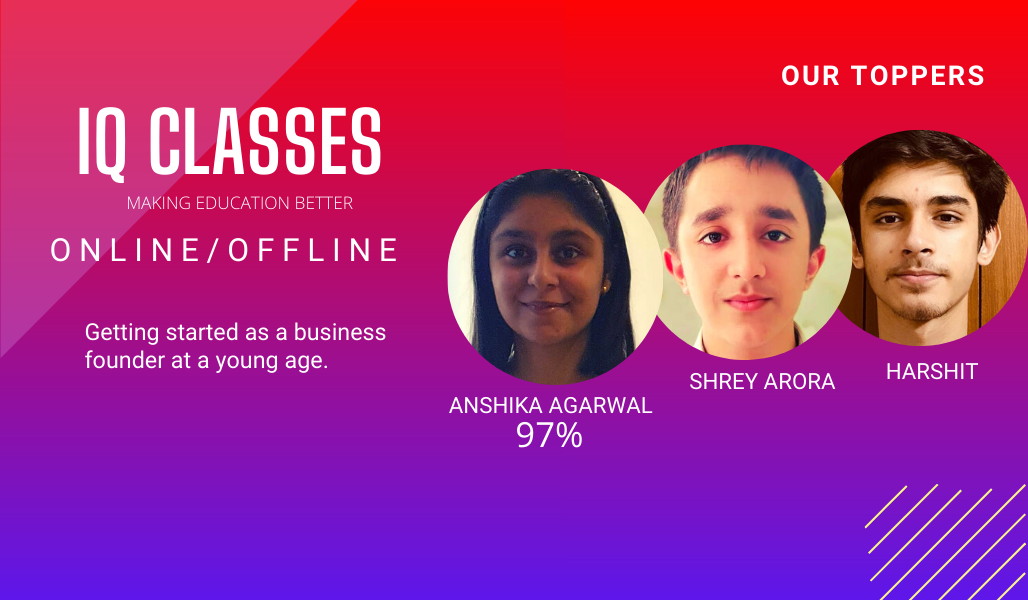 IQ CLASSES
MAKING EDUCATION BETTER
ONLINE/OFFLINE
Getting started as a business
founder at a young age.
OUR TOPPERS
ANSHIKA AGARWAL
97%
SHREY ARORA
HARSHIT